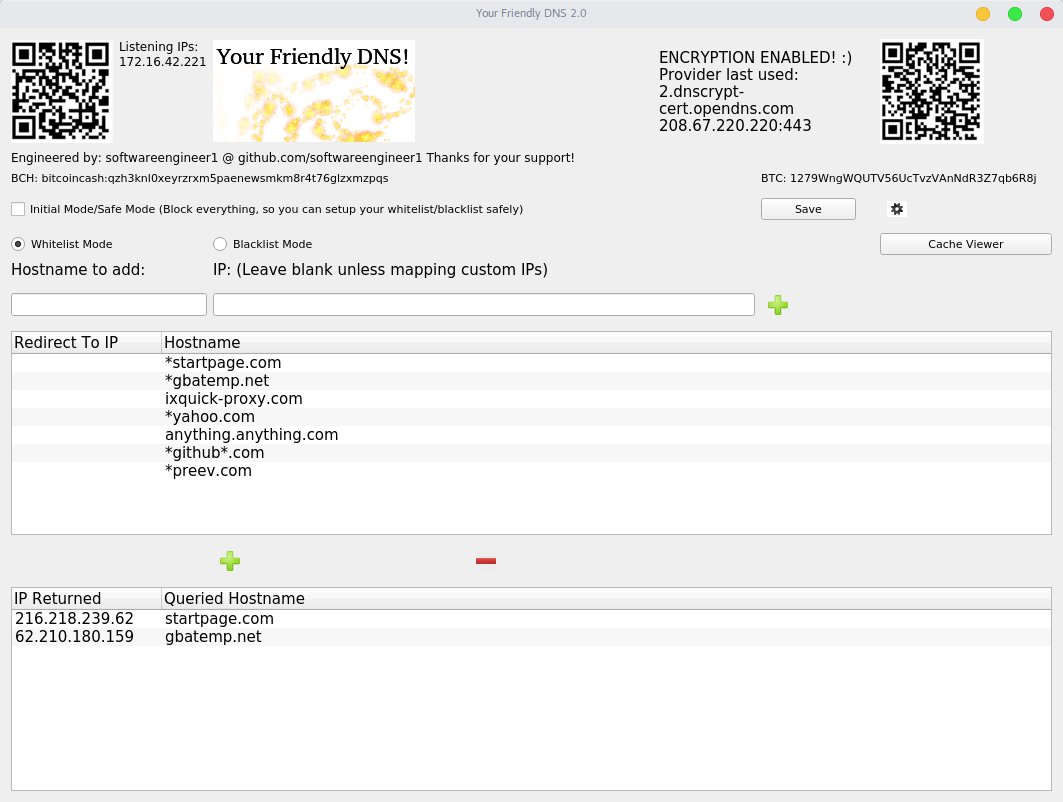 Your Friendly DNS 2.0
Listening IPs:
172.16.42.221
Your Friendly DNS!
ENCRYPTION ENABLED! :)
Provider last used:
2.dnscrypt-
cert.opendns.com
208.67.220.220:443
Engineered by: softwareengineer1 @ github.com/softwareengineer1 Thanks for your support!
BCH: bitcoincash:qzh3knl0xeyrzrxm5paenewsmkm8r4t76glzxmzpqs
BTC: 1279WngWQUTV56UcTvzVAnNdR3Z7qb6R8j
Initial Mode/Safe Mode (Block everything, so you can setup your whitelist/blacklist safely)
Save
Whitelist Mode
Blacklist Mode
Cache Viewer
Hostname to add:
IP: (Leave blank unless mapping custom IPs)
Redirect To IP
Hostname
*startpage.com
*gbatemp.net
ixquick-proxy.com
*yahoo.com
anything.anything.com
*github*.com
*preev.com
IP Returned
Queried Hostname
216.218.239.62
startpage.com
62.210.180.159
gbatemp.net